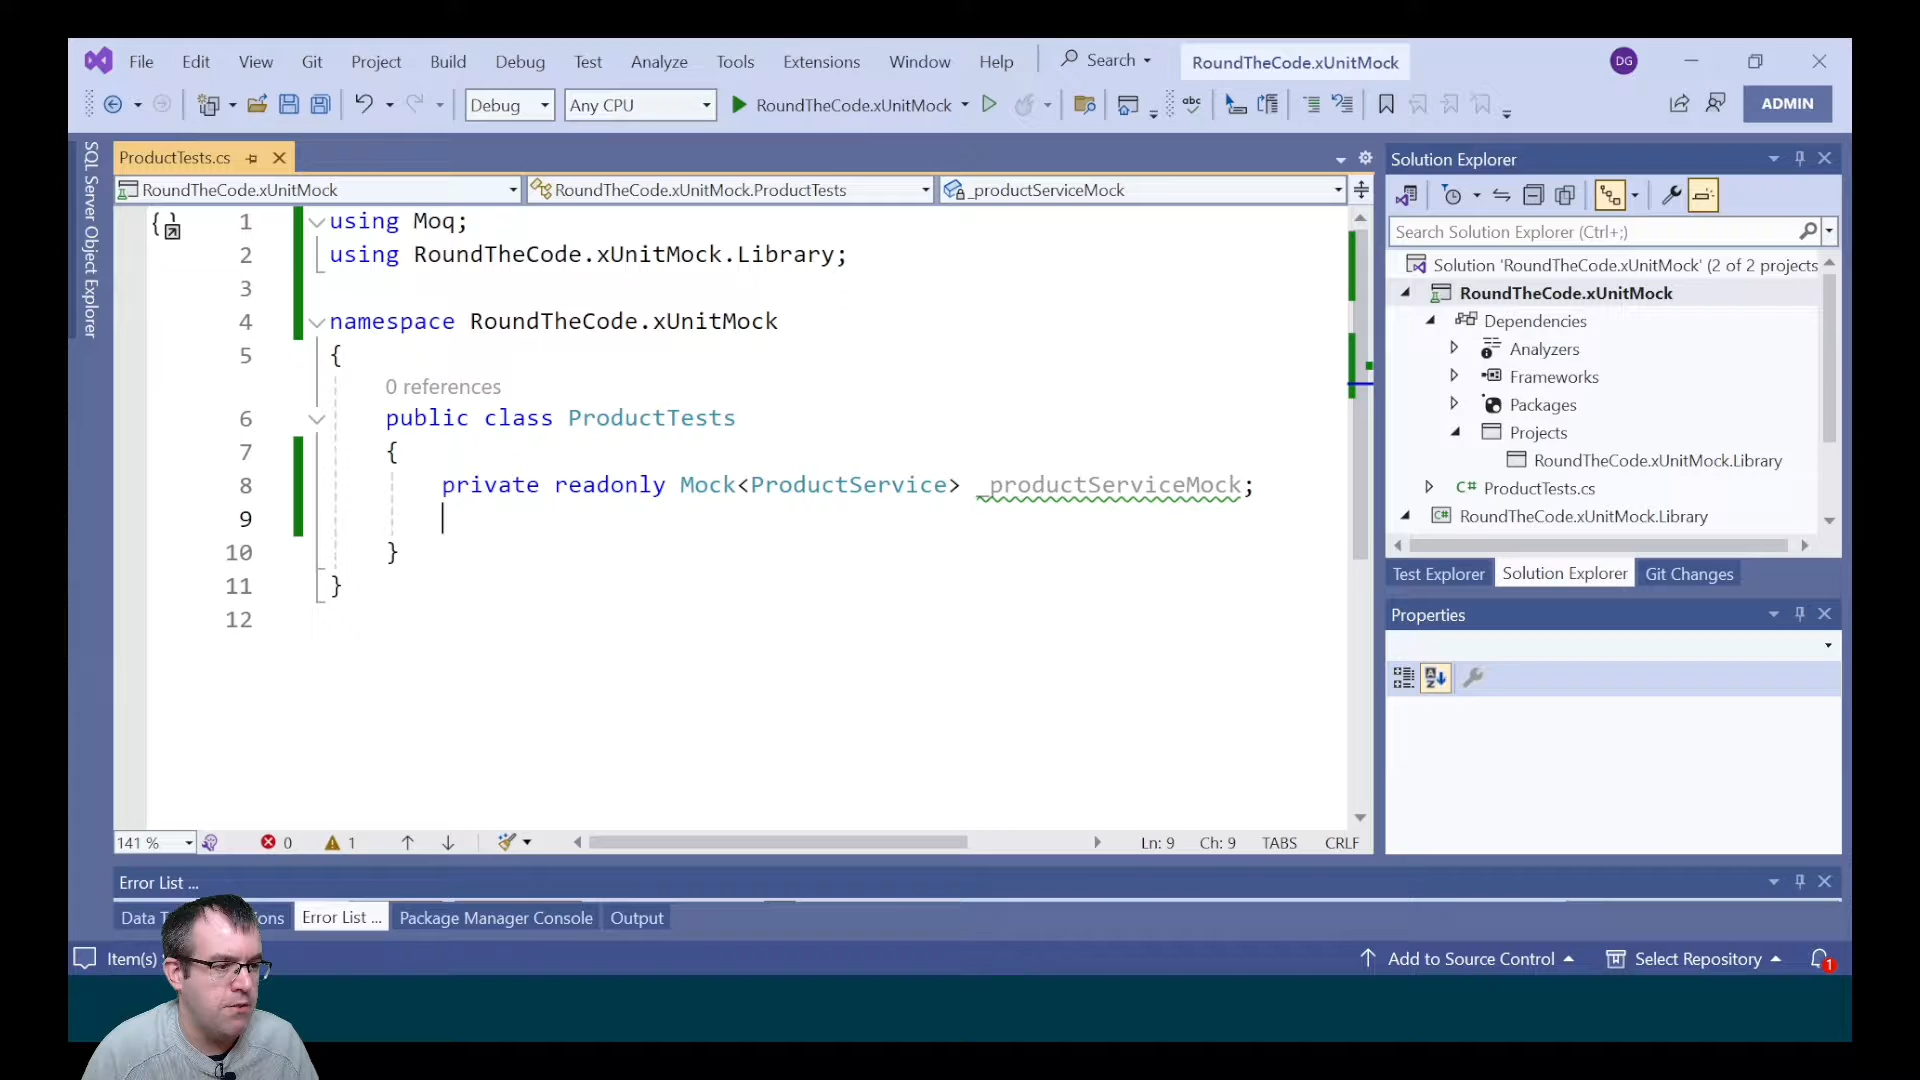 File Edit View Git Project Build Debug Test Analyze Tools Extensions Window Help Search RoundTheCode.xUnitMock DG
Debug Any CPU RoundTheCode.xUnitMock abc ADMIN
SQL Server Object Explorer
ProductTests.cs
RoundTheCode.xUnitMock RoundTheCode.xUnitMock.ProductTests _productServiceMock
1 using Moq;
2 using RoundTheCode.xUnitMock.Library;
3
4 namespace RoundTheCode.xUnitMock
5 {
0 references
6 public class ProductTests
7 {
8 private readonly Mock<ProductService> _productServiceMock;
9
10 }
11 }
12
141 % 0 1 Ln: 9 Ch: 9 TABS CRLF
Solution Explorer
Search Solution Explorer (Ctrl+;)
Solution 'RoundTheCode.xUnitMock' (2 of 2 projects
RoundTheCode.xUnitMock
Dependencies
Analyzers
Frameworks
Packages
Projects
RoundTheCode.xUnitMock.Library
C# ProductTests.cs
C# RoundTheCode.xUnitMock.Library
Test Explorer Solution Explorer Git Changes
Properties
Error List ...
Data T ons Error List ... Package Manager Console Output
Item(s) Add to Source Control Select Repository 1